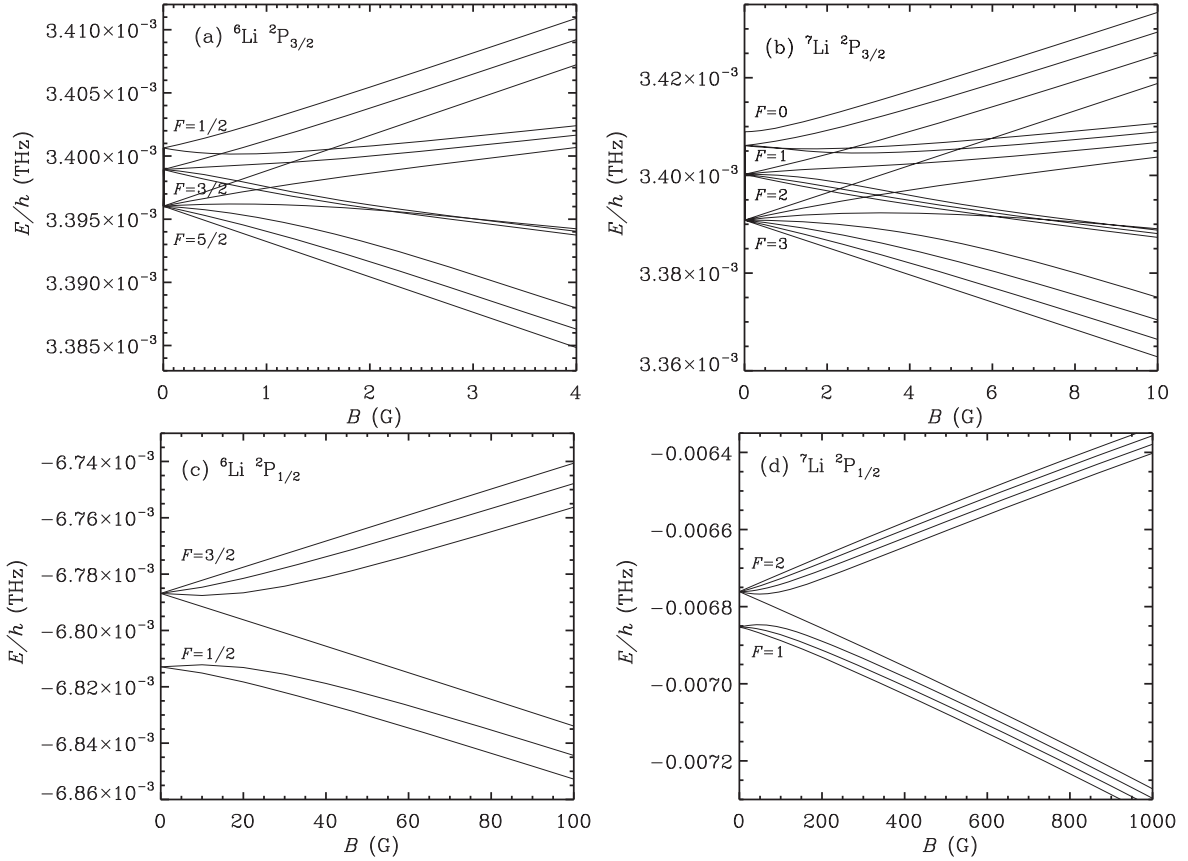 (a) ⁶Li ²P₃/₂
3.410×10⁻³
3.405×10⁻³
3.400×10⁻³
3.395×10⁻³
3.390×10⁻³
3.385×10⁻³
E/h (THz)
F=1/2
F=3/2
F=5/2
0 1 2 3 4
B (G)
(b) ⁷Li ²P₃/₂
3.42×10⁻³
3.40×10⁻³
3.38×10⁻³
3.36×10⁻³
E/h (THz)
F=0
F=1
F=2
F=3
0 2 4 6 8 10
B (G)
(c) ⁶Li ²P₁/₂
−6.74×10⁻³
−6.76×10⁻³
−6.78×10⁻³
−6.80×10⁻³
−6.82×10⁻³
−6.84×10⁻³
−6.86×10⁻³
E/h (THz)
F=3/2
F=1/2
0 20 40 60 80 100
B (G)
(d) ⁷Li ²P₁/₂
−0.0064
−0.0066
−0.0068
−0.0070
−0.0072
E/h (THz)
F=2
F=1
0 200 400 600 800 1000
B (G)